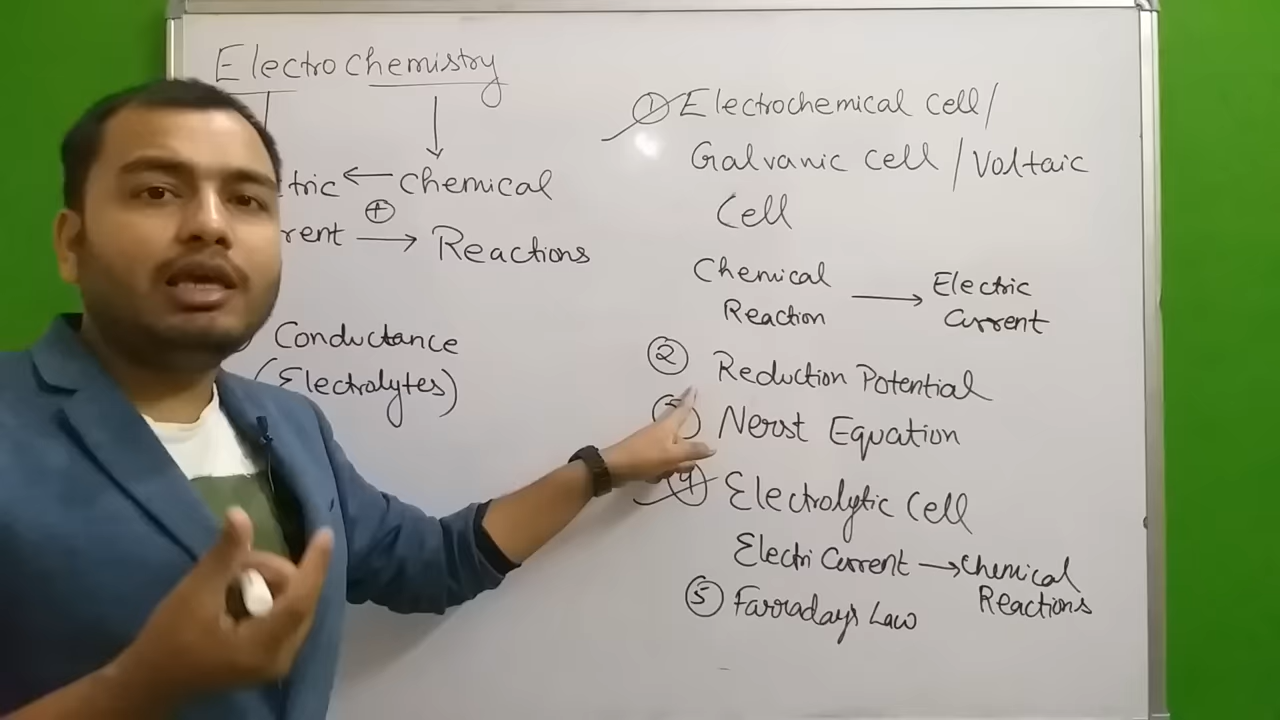 Electrochemistry
tric ← chemical
rent ⊕ → Reactions
Conductance
(Electrolytes)
① Electrochemical cell/
Galvanic cell / Voltaic
Cell
Chemical Reaction → Electric Current
② Reduction Potential
Nerst Equation
④ Electrolytic Cell
Electri Current → Chemical
Reactions
⑤ Farradays Law